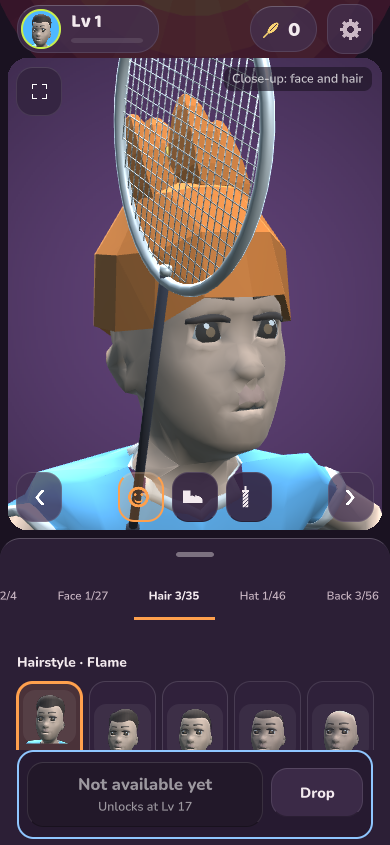 Lv 1
0
Close-up: face and hair
2/4
Face 1/27
Hair 3/35
Hat 1/46
Back 3/56
Hairstyle · Flame
Not available yet
Unlocks at Lv 17
Drop